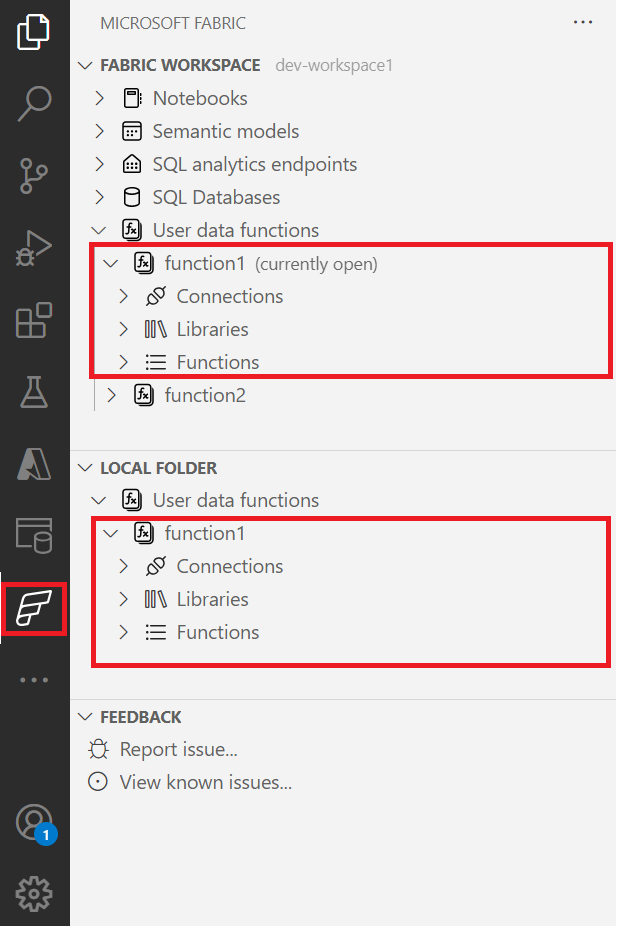 MICROSOFT FABRIC
FABRIC WORKSPACE dev-workspace1
Notebooks
Semantic models
SQL analytics endpoints
SQL Databases
User data functions
function1 (currently open)
Connections
Libraries
Functions
function2
LOCAL FOLDER
User data functions
function1
Connections
Libraries
Functions
FEEDBACK
Report issue...
View known issues...
1